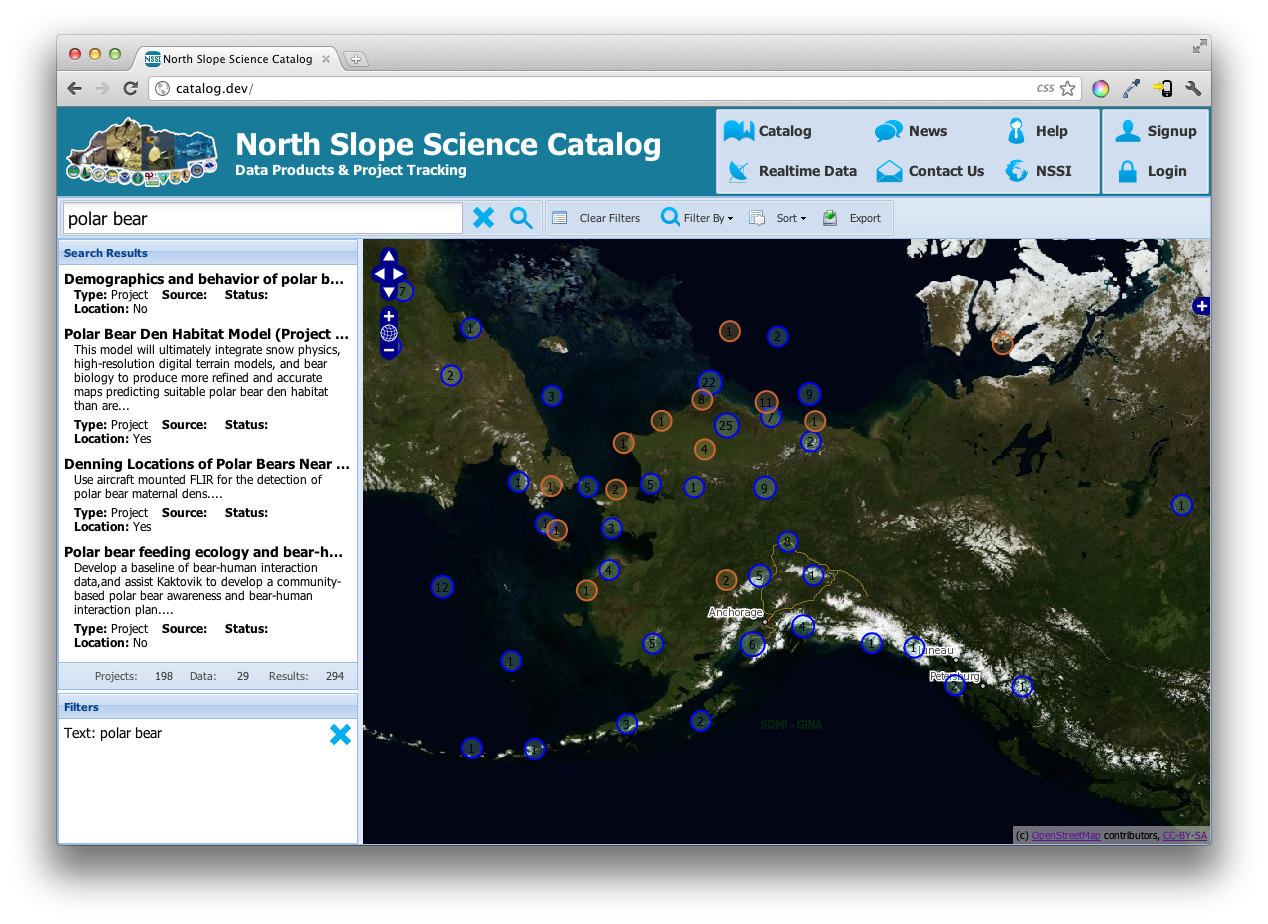 NSSI North Slope Science Catalog
catalog.dev/
CSS
North Slope Science Catalog
Data Products & Project Tracking
Catalog
News
Help
Signup
Realtime Data
Contact Us
NSSI
Login
polar bear
Clear Filters
Filter By
Sort
Export
Search Results
Demographics and behavior of polar b...
Type: Project Source: Status:
Location: No
Polar Bear Den Habitat Model (Project ...
This model will ultimately integrate snow physics,
high-resolution digital terrain models, and bear
biology to produce more refined and accurate
maps predicting suitable polar bear den habitat
than are...
Type: Project Source: Status:
Location: Yes
Denning Locations of Polar Bears Near ...
Use aircraft mounted FLIR for the detection of
polar bear maternal dens....
Type: Project Source: Status:
Location: Yes
Polar bear feeding ecology and bear-h...
Develop a baseline of bear-human interaction
data,and assist Kaktovik to develop a community-
based polar bear awareness and bear-human
interaction plan....
Type: Project Source: Status:
Location: No
Projects: 198 Data: 29 Results: 294
Filters
Text: polar bear
7
1
1
2
2
22
3
8
11
9
1
25
7
1
1
4
2
1
1
5
2
5
1
9
1
1
1
3
8
4
12
1
2
5
1
Anchorage
4
5
6
1
1
Juneau
1
Petersburg
2
1
3
2
SDMI - GINA
1
1
(c) OpenStreetMap contributors, CC-BY-SA